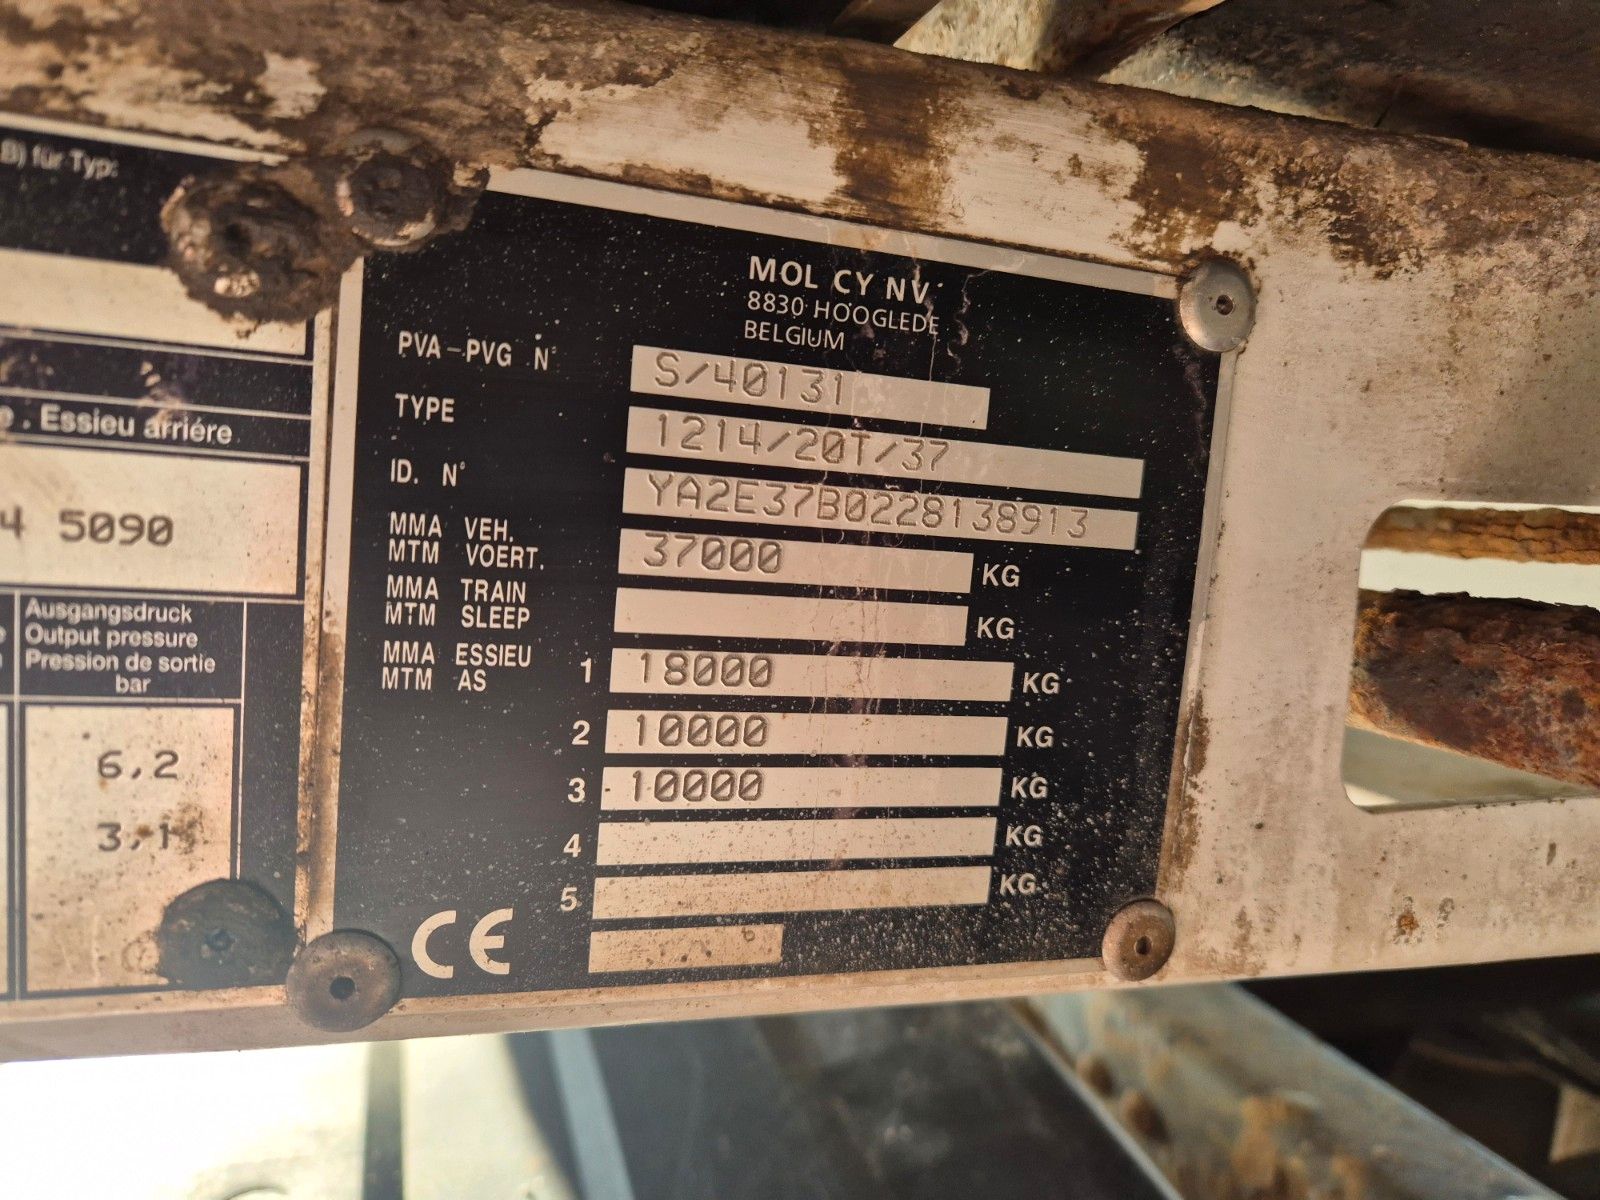 B) für Typ:
e . Essieu arriére
4 5090
Ausgangsdruck
Output pressure
Pression de sortie
bar
6,2
3,1
MOL CY NV
8830 HOOGLEDE
BELGIUM
PVA-PVG N° S/40131
TYPE 1214/20T/37
ID. N° YA2E37B0228138913
MMA VEH.
MTM VOERT. 37000 KG
MMA TRAIN
MTM SLEEP KG
MMA ESSIEU
MTM AS 1 18000 KG
2 10000 KG
3 10000 KG
4 KG
5 KG
CE